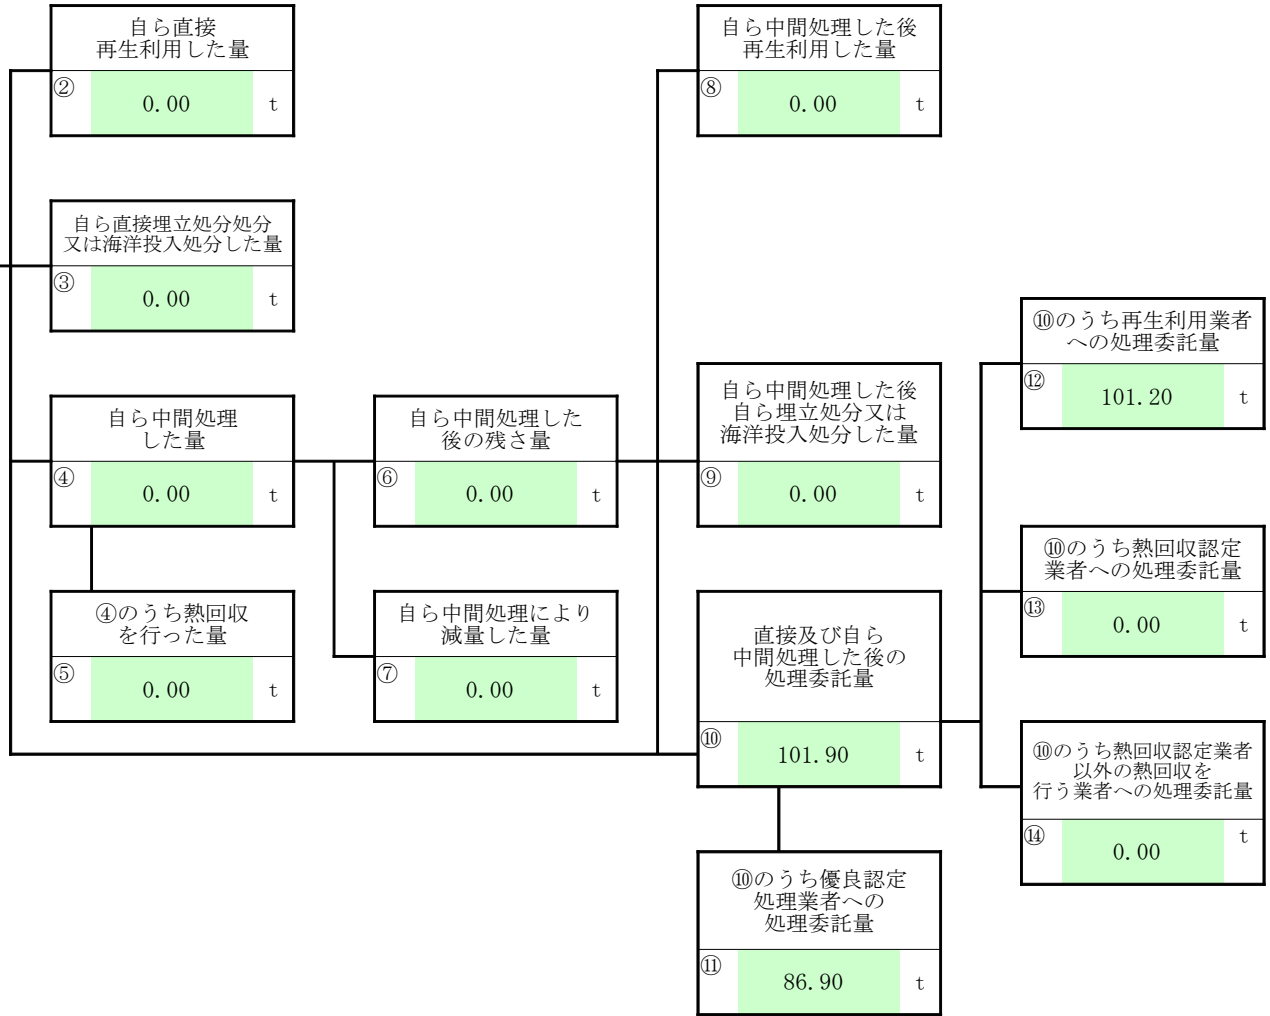 自ら直接
再生利用した量
②
0.00 t
自ら中間処理した後
再生利用した量
⑧
0.00 t
自ら直接埋立処分処分
又は海洋投入処分した量
③
0.00 t
⑩のうち再生利用業者
への処理委託量
⑫
101.20 t
自ら中間処理
した量
④
0.00 t
自ら中間処理した
後の残さ量
⑥
0.00 t
自ら中間処理した後
自ら埋立処分又は
海洋投入処分した量
⑨
0.00 t
⑩のうち熱回収認定
業者への処理委託量
⑬
0.00 t
④のうち熱回収
を行った量
⑤
0.00 t
自ら中間処理により
減量した量
⑦
0.00 t
直接及び自ら
中間処理した後の
処理委託量
⑩
101.90 t
⑩のうち熱回収認定業者
以外の熱回収を
行う業者への処理委託量
⑭
0.00 t
⑩のうち優良認定
処理業者への
処理委託量
⑪
86.90 t